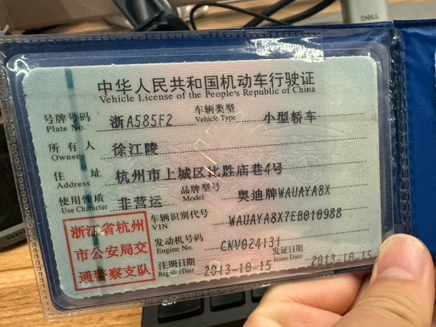 中华人民共和国机动车行驶证
Vehicle License of the People's Republic of China
号牌号码 浙A585F2 车辆类型 小型轿车
Plate No. Vehicle Type
所有人 徐江陵
Owner
住址 杭州市上城区比胜庙巷4号
Address
使用性质 非营运 品牌型号 奥迪牌WAUAYA8X
Use Character Model
浙江省杭州
市公安局交
通警察支队
车辆识别代号 WAUAYA8X7EB010988
VIN
发动机号码 CNV024131
Engine No.
注册日期 2013-10-15 发证日期 2013-10-15
Register Date Issue Date
DELL